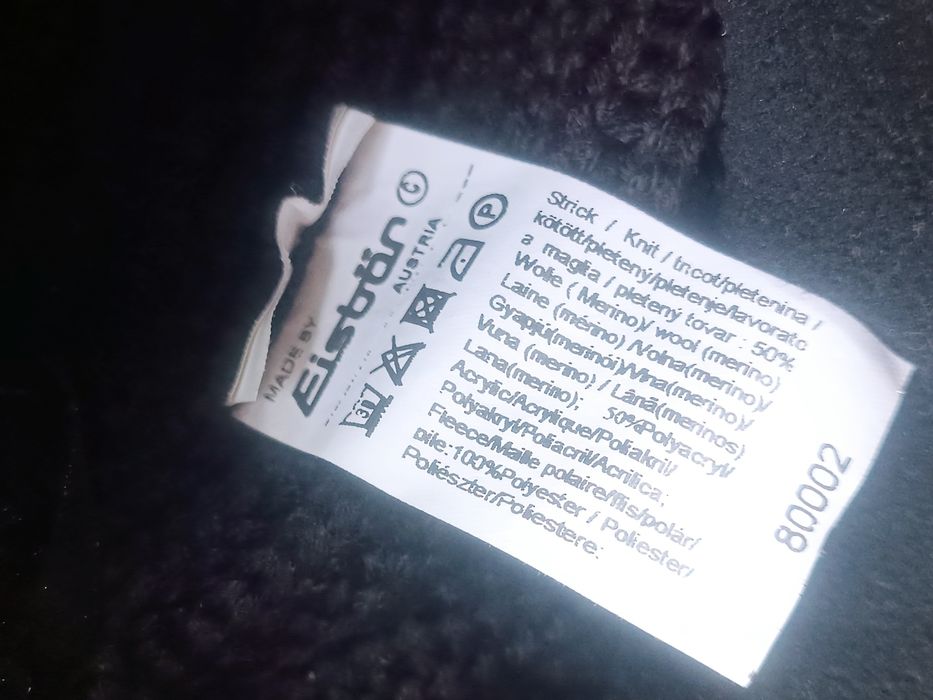 MADE BY
Eisbär ©
AUSTRIA
30
P
Strick / Knit / tricot/pletenina /
kötött/pletený/pletenje/lavorato
a maglia / pletený tovar : 50%
Wolle ( Merino)/ wool (merino)
Laine (mérino) /Volna(merino)/
Gyapjú(merinói)/Vlna(merino)/
Vuna (merino) / Lână(merinos)
Lana(merino); 50%Polyacryl/
Acrylic/Acrylique/Poliakril/
Polyakryl/Poliacril/Acrilica;
Fleece/Maille polaire/flis/polár/
pile:100%Polyester / Poliester/
Poliészter/Poliestere:
80002